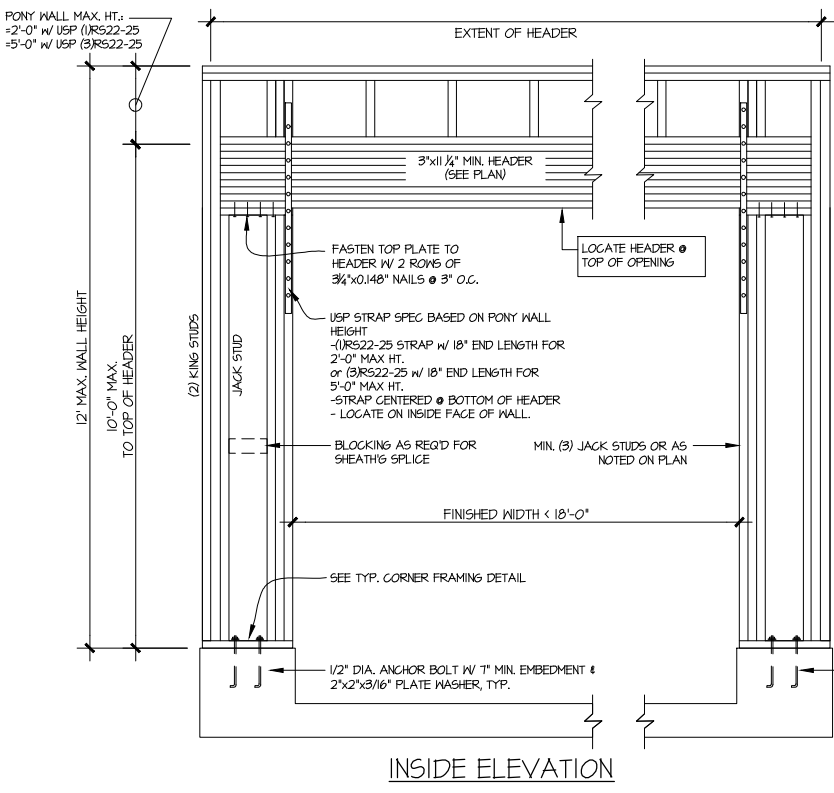 PONY WALL MAX. HT.:
=2'-0" W/ USP (1)RS22-25
=5'-0" W/ USP (3)RS22-25
EXTENT OF HEADER
3"x11 1/4" MIN. HEADER
(SEE PLAN)
FASTEN TOP PLATE TO
HEADER W/ 2 ROWS OF
3¼"x0.148" NAILS @ 3" O.C.
LOCATE HEADER @
TOP OF OPENING
USP STRAP SPEC BASED ON PONY WALL
HEIGHT
-(1)RS22-25 STRAP W/ 18" END LENGTH FOR
2'-0" MAX HT.
or (3)RS22-25 W/ 18" END LENGTH FOR
5'-0" MAX HT.
-STRAP CENTERED @ BOTTOM OF HEADER
- LOCATE ON INSIDE FACE OF WALL.
12' MAX. WALL HEIGHT
10'-0" MAX.
TO TOP OF HEADER
(2) KING STUDS
JACK STUD
BLOCKING AS REQ'D FOR
SHEATH'G SPLICE
MIN. (3) JACK STUDS OR AS
NOTED ON PLAN
FINISHED WIDTH < 18'-0"
SEE TYP. CORNER FRAMING DETAIL
1/2" DIA. ANCHOR BOLT W/ 7" MIN. EMBEDMENT &
2"x2"x3/16" PLATE WASHER, TYP.
INSIDE ELEVATION